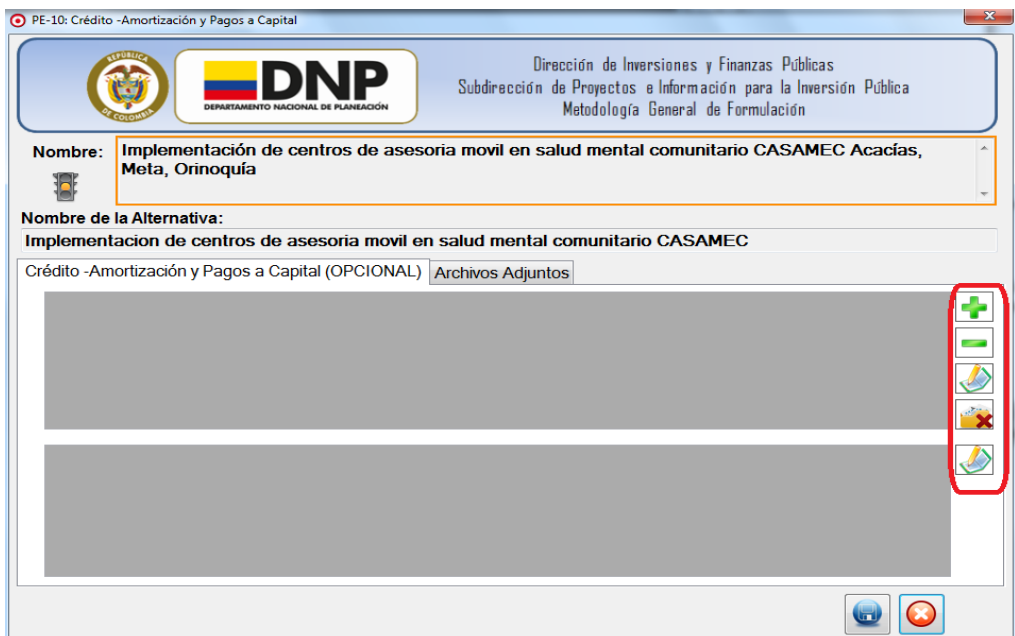 PE-10: Crédito -Amortización y Pagos a Capital
REPÚBLICA
DE COLOMBIA
DNP
DEPARTAMENTO NACIONAL DE PLANEACIÓN
Dirección de Inversiones y Finanzas Públicas
Subdirección de Proyectos e Información para la Inversión Pública
Metodología General de Formulación
Nombre:
Implementación de centros de asesoria movil en salud mental comunitario CASAMEC Acacías,
Meta, Orinoquía
Nombre de la Alternativa:
Implementacion de centros de asesoria movil en salud mental comunitario CASAMEC
Crédito -Amortización y Pagos a Capital (OPCIONAL)
Archivos Adjuntos